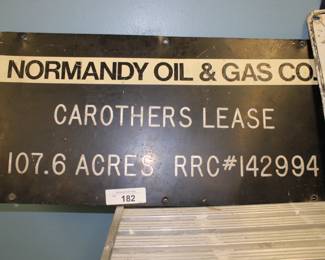 NORMANDY OIL & GAS CO.
CAROTHERS LEASE
107.6 ACRES RRC#142994
182